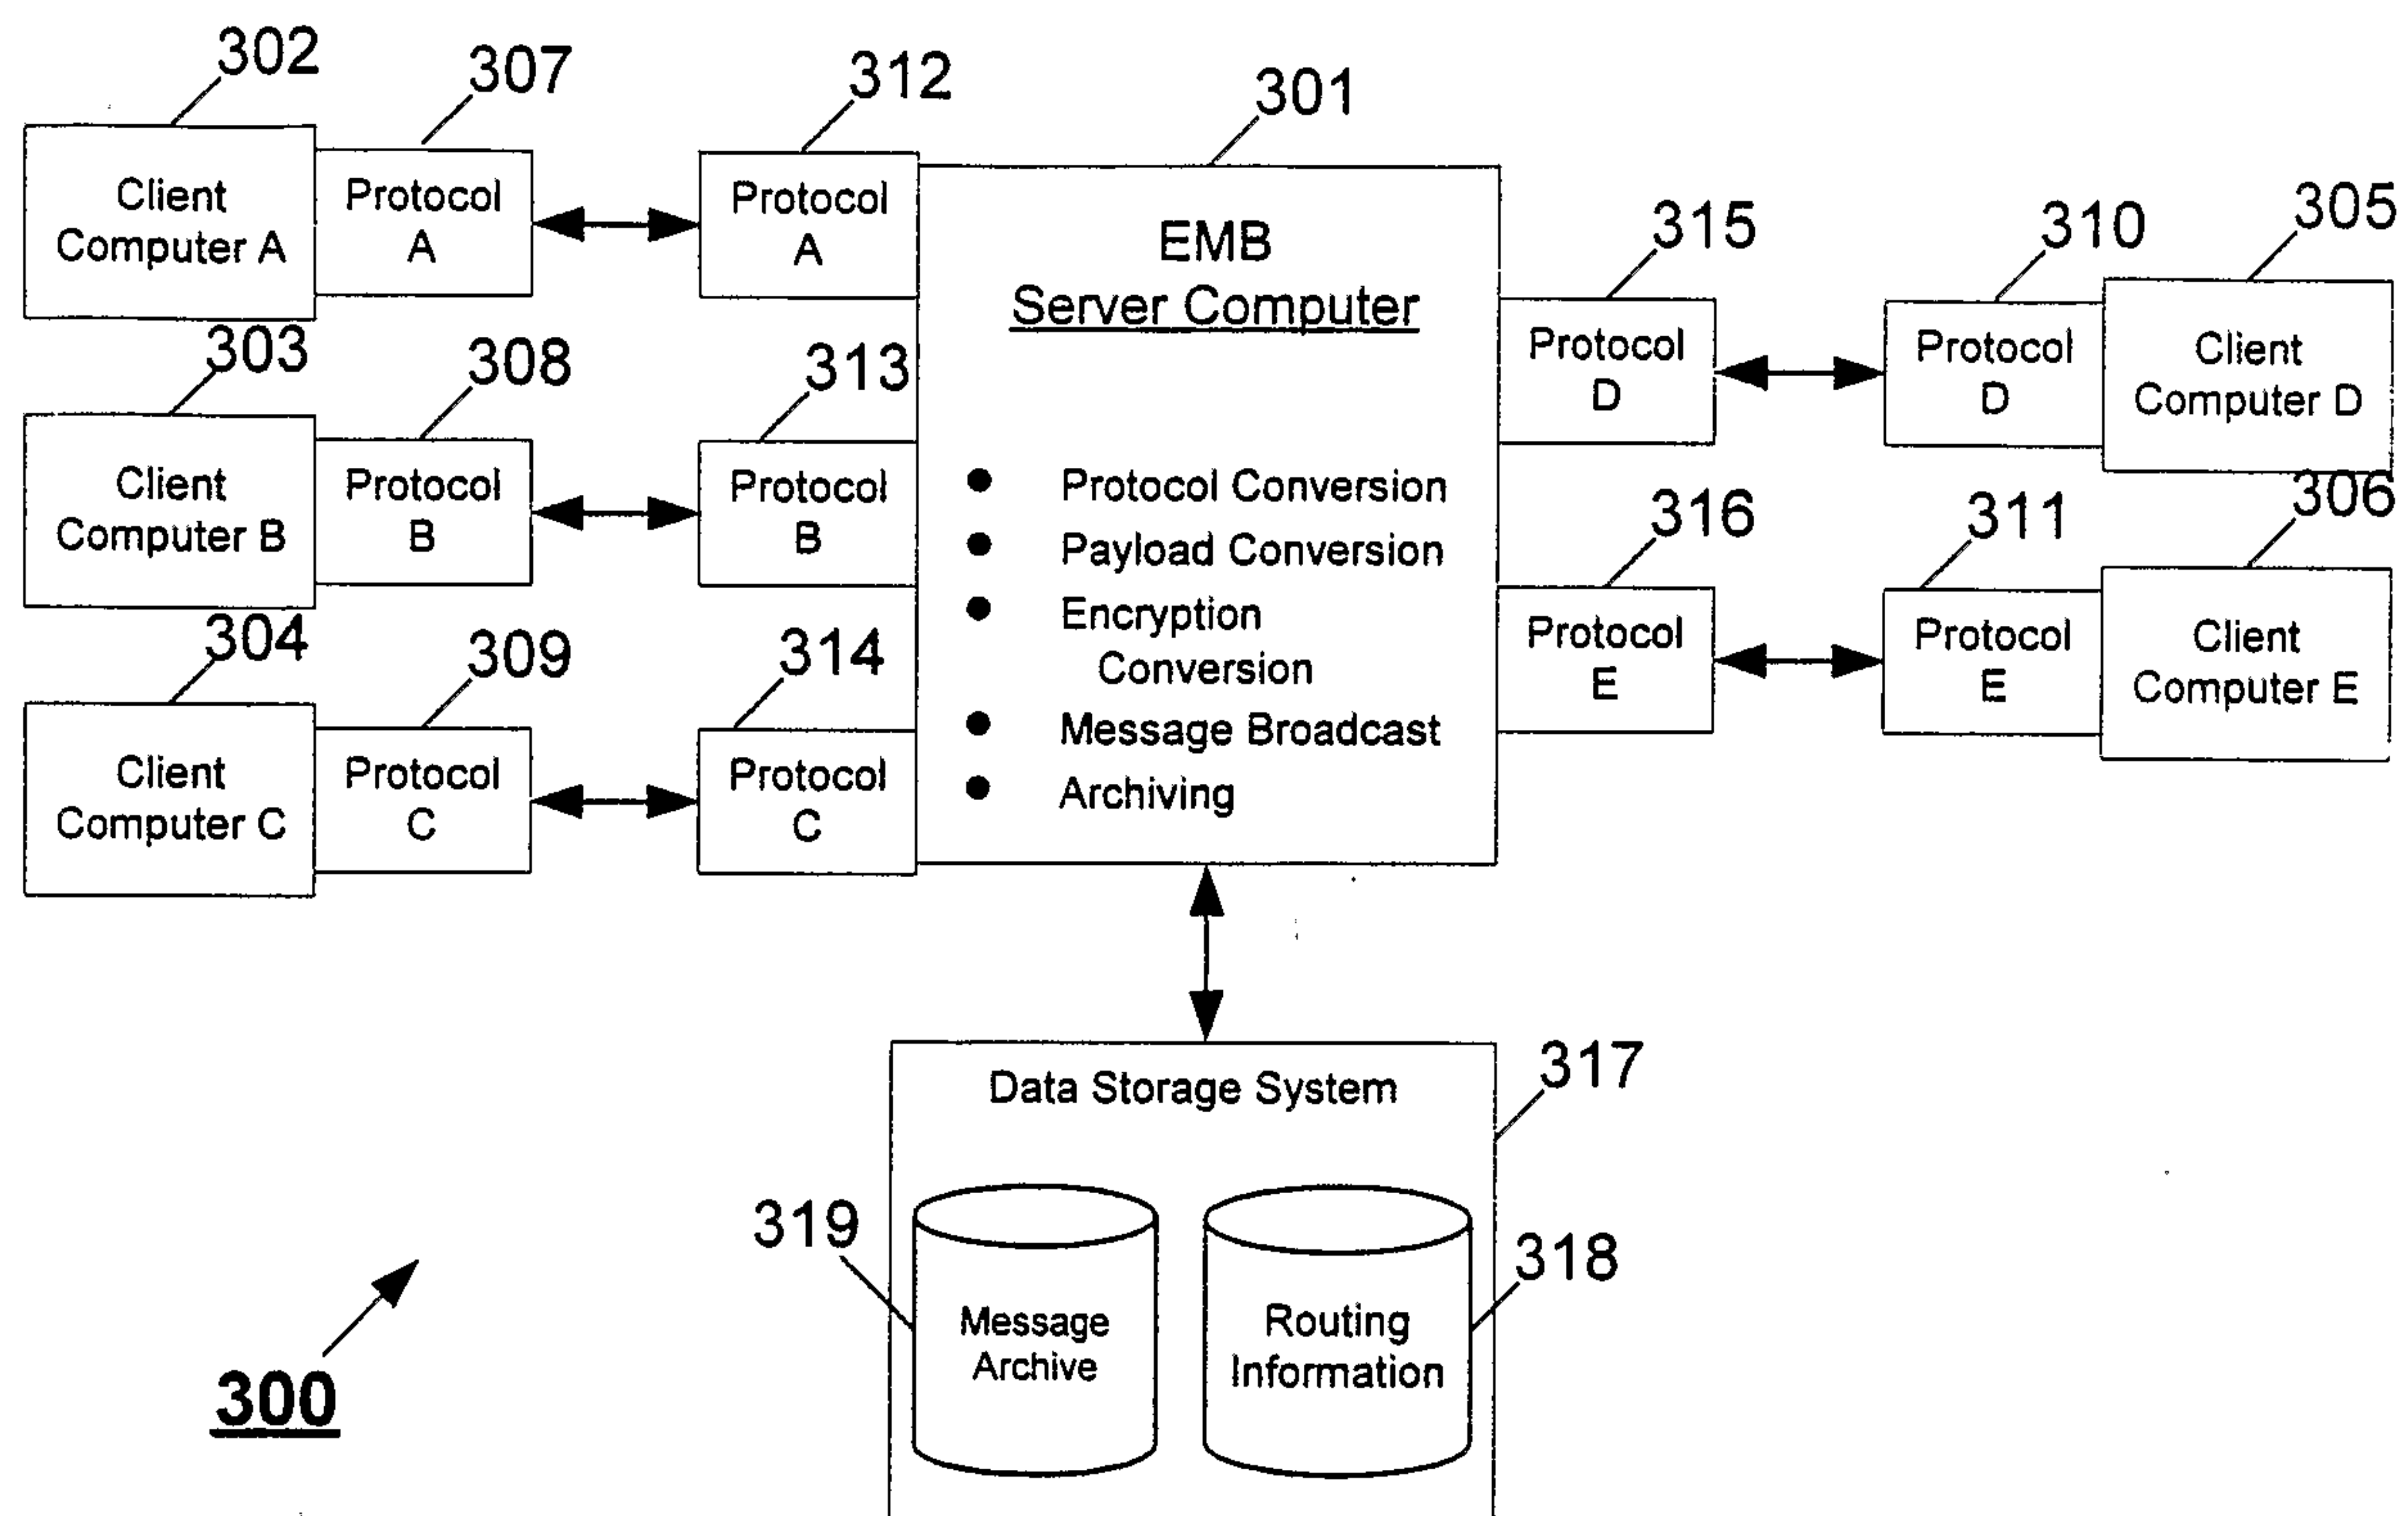 302
307
312
301
Client
Computer A
Protocol
A
Protocol
A
EMB
Server Computer
315
310
305
Protocol
D
Protocol
D
Client
Computer D
303
308
313
Client
Computer B
Protocol
B
Protocol
B
● Protocol Conversion
● Payload Conversion
● Encryption
Conversion
● Message Broadcast
● Archiving
316
311
306
Protocol
E
Protocol
E
Client
Computer E
304
309
314
Client
Computer C
Protocol
C
Protocol
C
Data Storage System
317
319
318
Message
Archive
Routing
Information
300